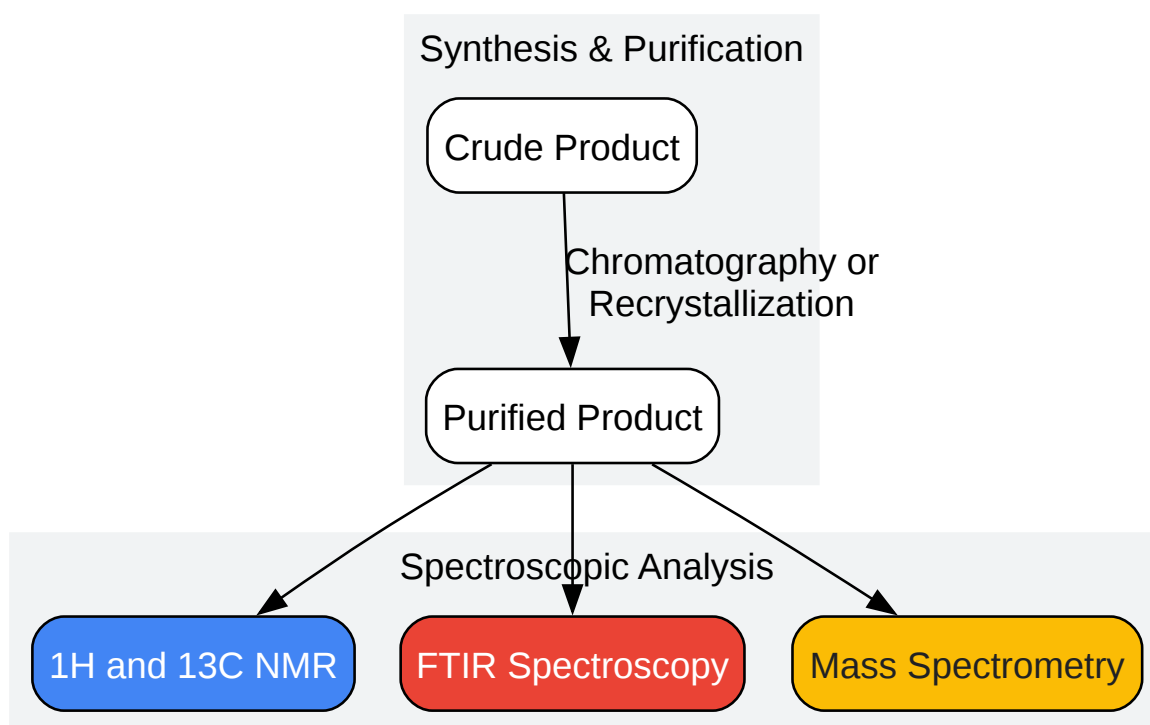 Synthesis & Purification
Crude Product
Chromatography or
Recrystallization
Purified Product
Spectroscopic Analysis
1H and 13C NMR
FTIR Spectroscopy
Mass Spectrometry